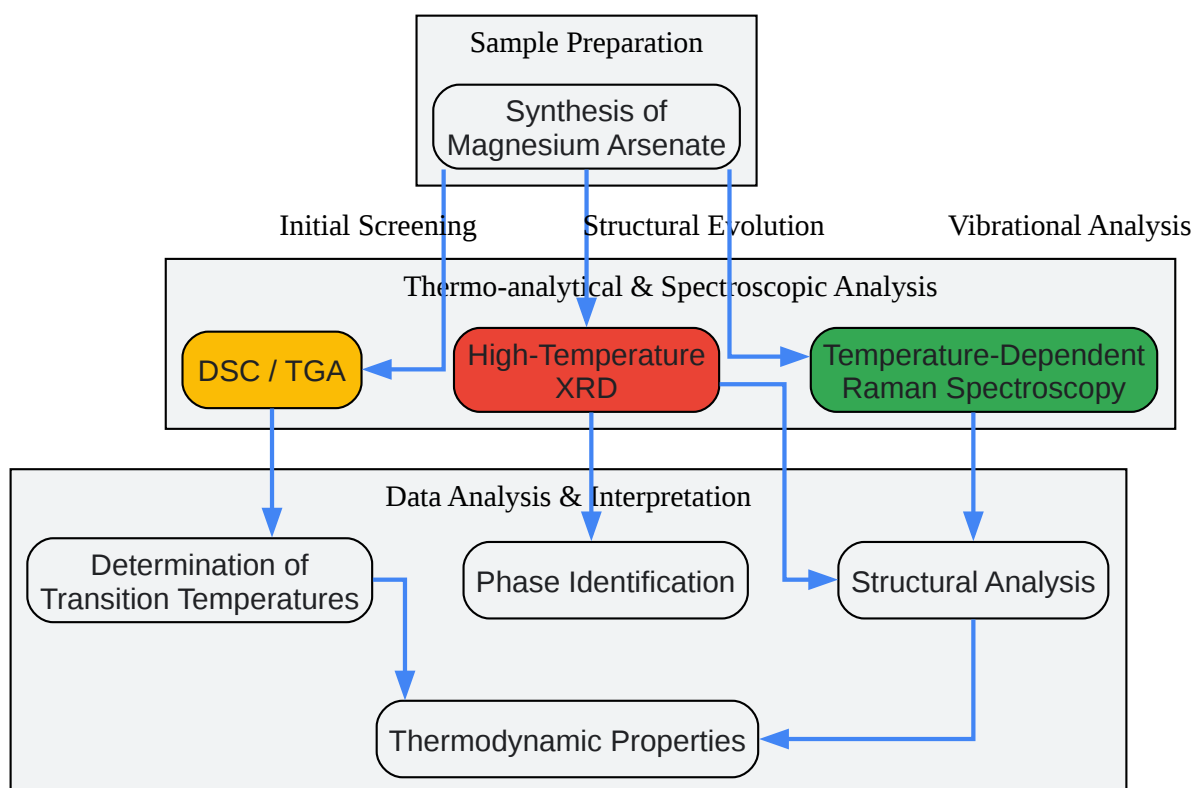 Sample Preparation
Synthesis of
Magnesium Arsenate
Initial Screening
Structural Evolution
Vibrational Analysis
Thermo-analytical & Spectroscopic Analysis
DSC / TGA
High-Temperature
XRD
Temperature-Dependent
Raman Spectroscopy
Data Analysis & Interpretation
Determination of
Transition Temperatures
Phase Identification
Structural Analysis
Thermodynamic Properties